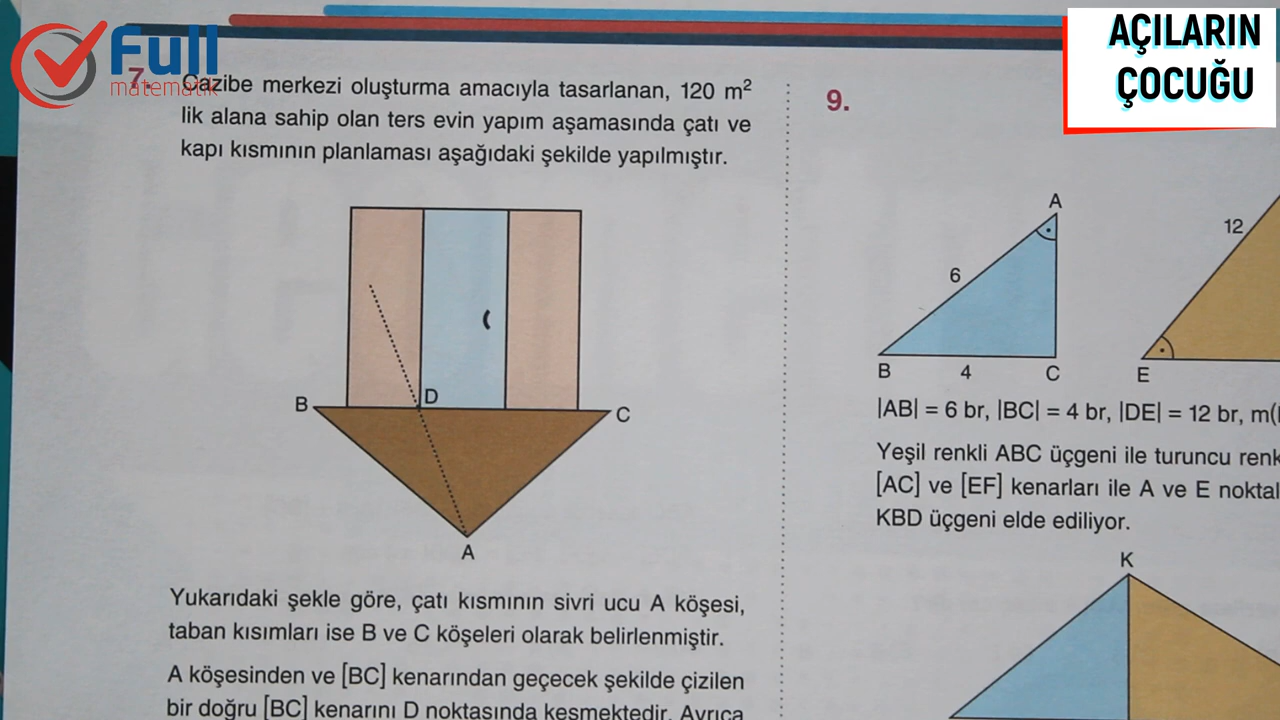 Full
matematik
AÇILARIN
ÇOCUĞU
7. Cazibe merkezi oluşturma amacıyla tasarlanan, 120 m²
lik alana sahip olan ters evin yapım aşamasında çatı ve
kapı kısmının planlaması aşağıdaki şekilde yapılmıştır.
B
D
C
A
Yukarıdaki şekle göre, çatı kısmının sivri ucu A köşesi,
taban kısımları ise B ve C köşeleri olarak belirlenmiştir.
A köşesinden ve [BC] kenarından geçecek şekilde çizilen
bir doğru [BC] kenarını D noktasında kesmektedir. Ayrıca
9.
A
6
B
4
C
12
E
|AB| = 6 br, |BC| = 4 br, |DE| = 12 br, m(
Yeşil renkli ABC üçgeni ile turuncu renk
[AC] ve [EF] kenarları ile A ve E noktal
KBD üçgeni elde ediliyor.
K